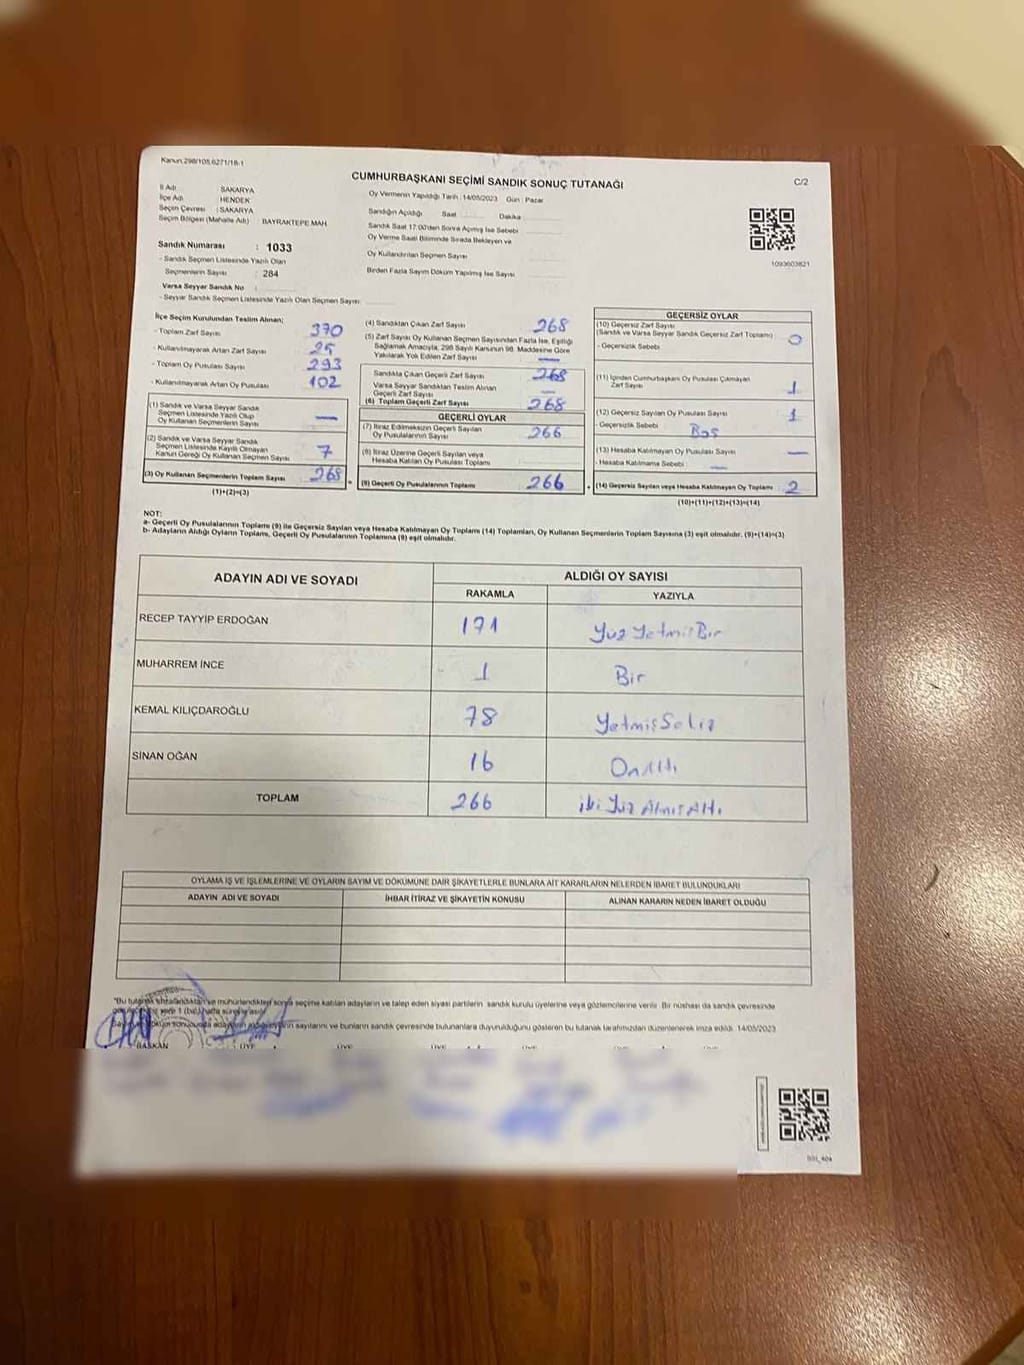 Kanun 298/105,6271/18-1
CUMHURBAŞKANI SEÇİMİ SANDIK SONUÇ TUTANAĞI
C/2
İl Adı : SAKARYA
İlçe Adı : HENDEK
Seçim Çevresi : SAKARYA
Seçim Bölgesi (Mahalle Adı) : BAYRAKTEPE MAH
Oy Vermenin Yapıldığı Tarih : 14/05/2023 Gün : Pazar
Sandığın Açıldığı Saat Dakika
Sandık Saat 17.00'den Sonra Açılmış İse Sebebi
Oy Verme Saati Bitiminde Sırada Bekleyen ve
Oy Kullandırılan Seçmen Sayısı
Birden Fazla Sayım Döküm Yapılmış İse Sayısı
1093603821
Sandık Numarası : 1033
- Sandık Seçmen Listesinde Yazılı Olan
Seçmenlerin Sayısı : 284
Varsa Seyyar Sandık No :
- Seyyar Sandık Seçmen Listesinde Yazılı Olan Seçmen Sayısı
İlçe Seçim Kurulundan Teslim Alınan;
- Toplam Zarf Sayısı 370
- Kullanılmayarak Artan Zarf Sayısı 25
- Toplam Oy Pusulası Sayısı 293
- Kullanılmayarak Artan Oy Pusulası 102
(1) Sandık ve Varsa Seyyar Sandık
Seçmen Listesinde Yazılı Olup
Oy Kullanan Seçmenlerin Sayısı —
(2) Sandık ve Varsa Seyyar Sandık
Seçmen Listesinde Kayıtlı Olmayan
Kanun Gereği Oy Kullanan Seçmen Sayısı 7
(3) Oy Kullanan Seçmenlerin Toplam Sayısı 268
(1)+(2)=(3)
(4) Sandıktan Çıkan Zarf Sayısı 268
(5) Zarf Sayısı Oy Kullanan Seçmen Sayısından Fazla İse, Eşitliği
Sağlamak Amacıyla, 298 Sayılı Kanunun 98. Maddesine Göre
Yakılarak Yok Edilen Zarf Sayısı —
Sandıkta Çıkan Geçerli Zarf Sayısı 268
Varsa Seyyar Sandıktan Teslim Alınan
Geçerli Zarf Sayısı —
(6) Toplam Geçerli Zarf Sayısı 268
GEÇERLİ OYLAR
(7) İtiraz Edilmeksizin Geçerli Sayılan
Oy Pusulalarının Sayısı 266
(8) İtiraz Üzerine Geçerli Sayılan veya
Hesaba Katılan Oy Pusulası Toplamı
= (9) Geçerli Oy Pusulalarının Toplamı 266
GEÇERSİZ OYLAR
(10) Geçersiz Zarf Sayısı
(Sandık ve Varsa Seyyar Sandık Geçersiz Zarf Toplamı) 0
- Geçersizlik Sebebi
(11) İçinden Cumhurbaşkanı Oy Pusulası Çıkmayan
Zarf Sayısı 1
(12) Geçersiz Sayılan Oy Pusulası Sayısı 1
- Geçersizlik Sebebi Boş
(13) Hesaba Katılmayan Oy Pusulası Sayısı —
- Hesaba Katılmama Sebebi —
+ (14) Geçersiz Sayılan veya Hesaba Katılmayan Oy Toplamı 2
(10)+(11)+(12)+(13)=(14)
NOT:
a- Geçerli Oy Pusulalarının Toplamı (9) ile Geçersiz Sayılan veya Hesaba Katılmayan Oy Toplamı (14) Toplamları, Oy Kullanan Seçmenlerin Toplam Sayısına (3) eşit olmalıdır. (9)+(14)=(3)
b- Adayların Aldığı Oyların Toplamı, Geçerli Oy Pusulalarının Toplamına (9) eşit olmalıdır.
ADAYIN ADI VE SOYADI
ALDIĞI OY SAYISI
RAKAMLA YAZIYLA
RECEP TAYYİP ERDOĞAN 171 YüzYetmişBir
MUHARREM İNCE 1 Bir
KEMAL KILIÇDAROĞLU 78 YetmişSekiz
SİNAN OĞAN 16 OnAltı
TOPLAM 266 iki Yüz AtmışAltı
OYLAMA İŞ VE İŞLEMLERİNE VE OYLARIN SAYIM VE DÖKÜMÜNE DAİR ŞİKAYETLERLE BUNLARA AİT KARARLARIN NELERDEN İBARET BULUNDUKLARI
ADAYIN ADI VE SOYADI İHBAR İTİRAZ VE ŞİKAYETİN KONUSU ALINAN KARARIN NEDEN İBARET OLDUĞU
*Bu tutanak imzalandıktan ve mühürlendikten sonra seçime katılan adayların ve talep eden siyasi partilerin sandık kurulu üyelerine veya gözlemcilerine verilir. Bir nüshası da sandık çevresinde
1 (bir) hafta süreyle asılır.
Sayım döküm sonucunda adayların aldığı oyların sayılarını ve bunların sandık çevresinde bulunanlara duyurulduğunu gösteren bu tutanak tarafımızdan düzenlenerek imza edildi. 14/05/2023
BAŞKAN ÜYE ÜYE ÜYE ÜYE ÜYE ÜYE